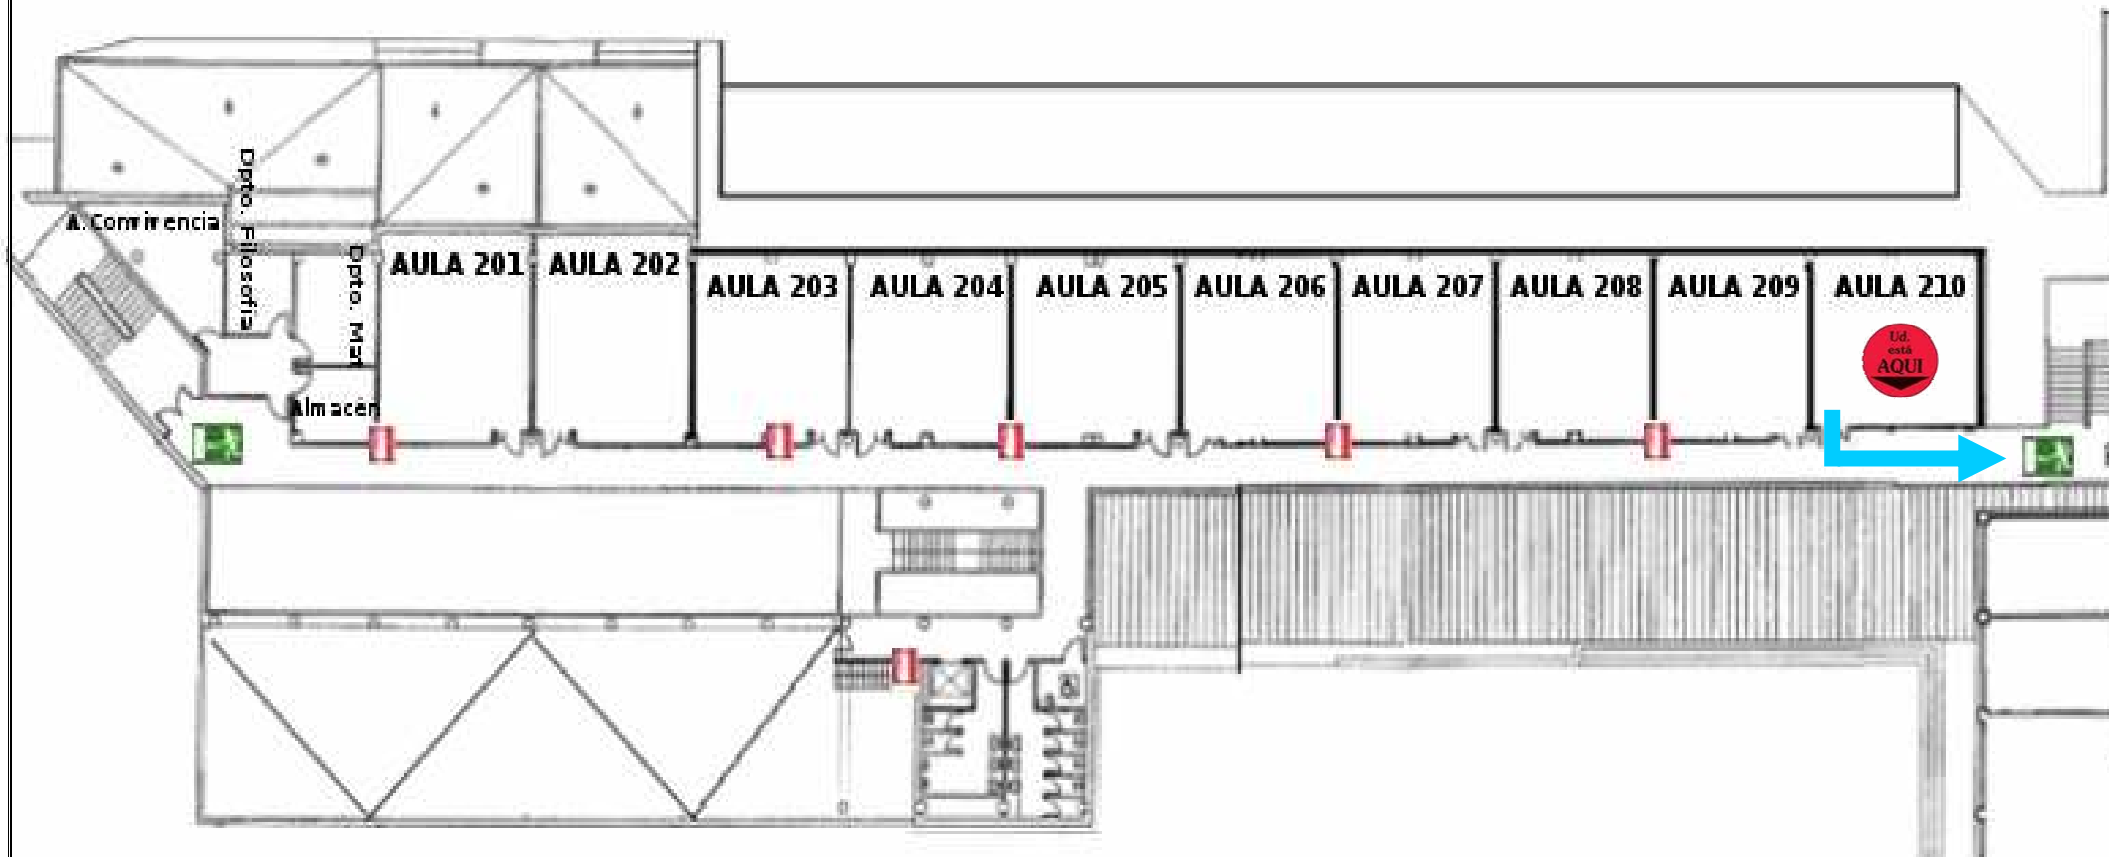 Dpto. Filosofía
A. Convivencia
Dpto. Mat
Almacén
AULA 201
AULA 202
AULA 203
AULA 204
AULA 205
AULA 206
AULA 207
AULA 208
AULA 209
AULA 210
Ud.
está
AQUI